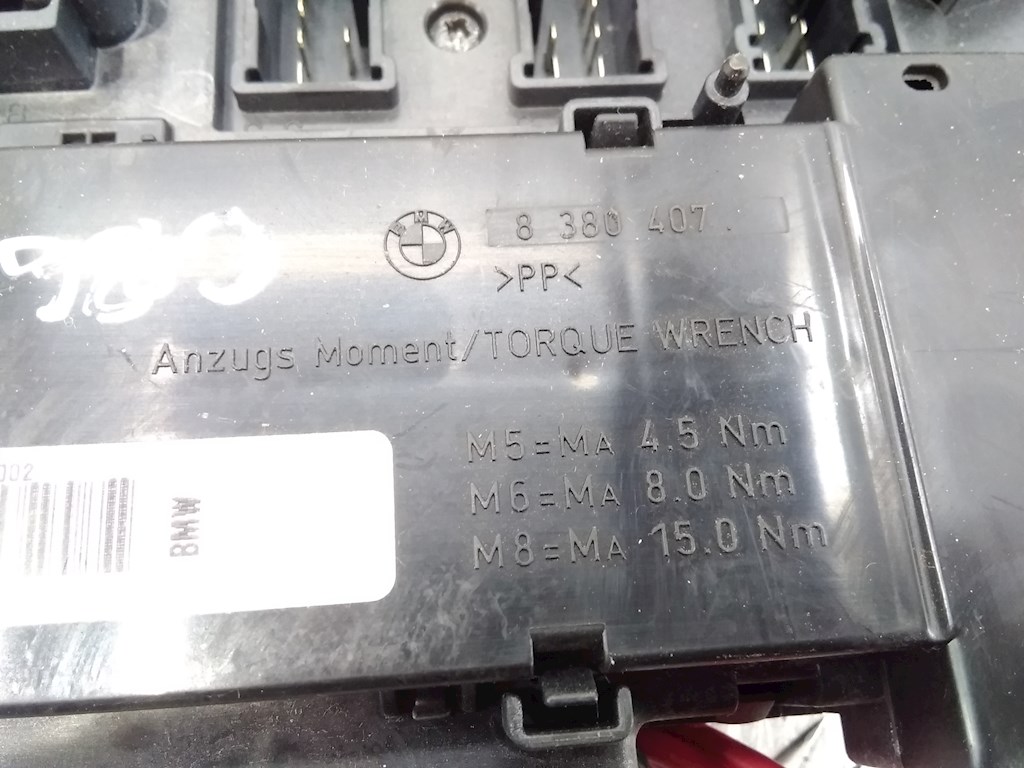 BMW
8 380 407.
>PP<
Anzugs Moment/TORQUE WRENCH
M5=MA 4.5 Nm
M6=MA 8.0 Nm
M8=MA 15.0 Nm
002
BMW